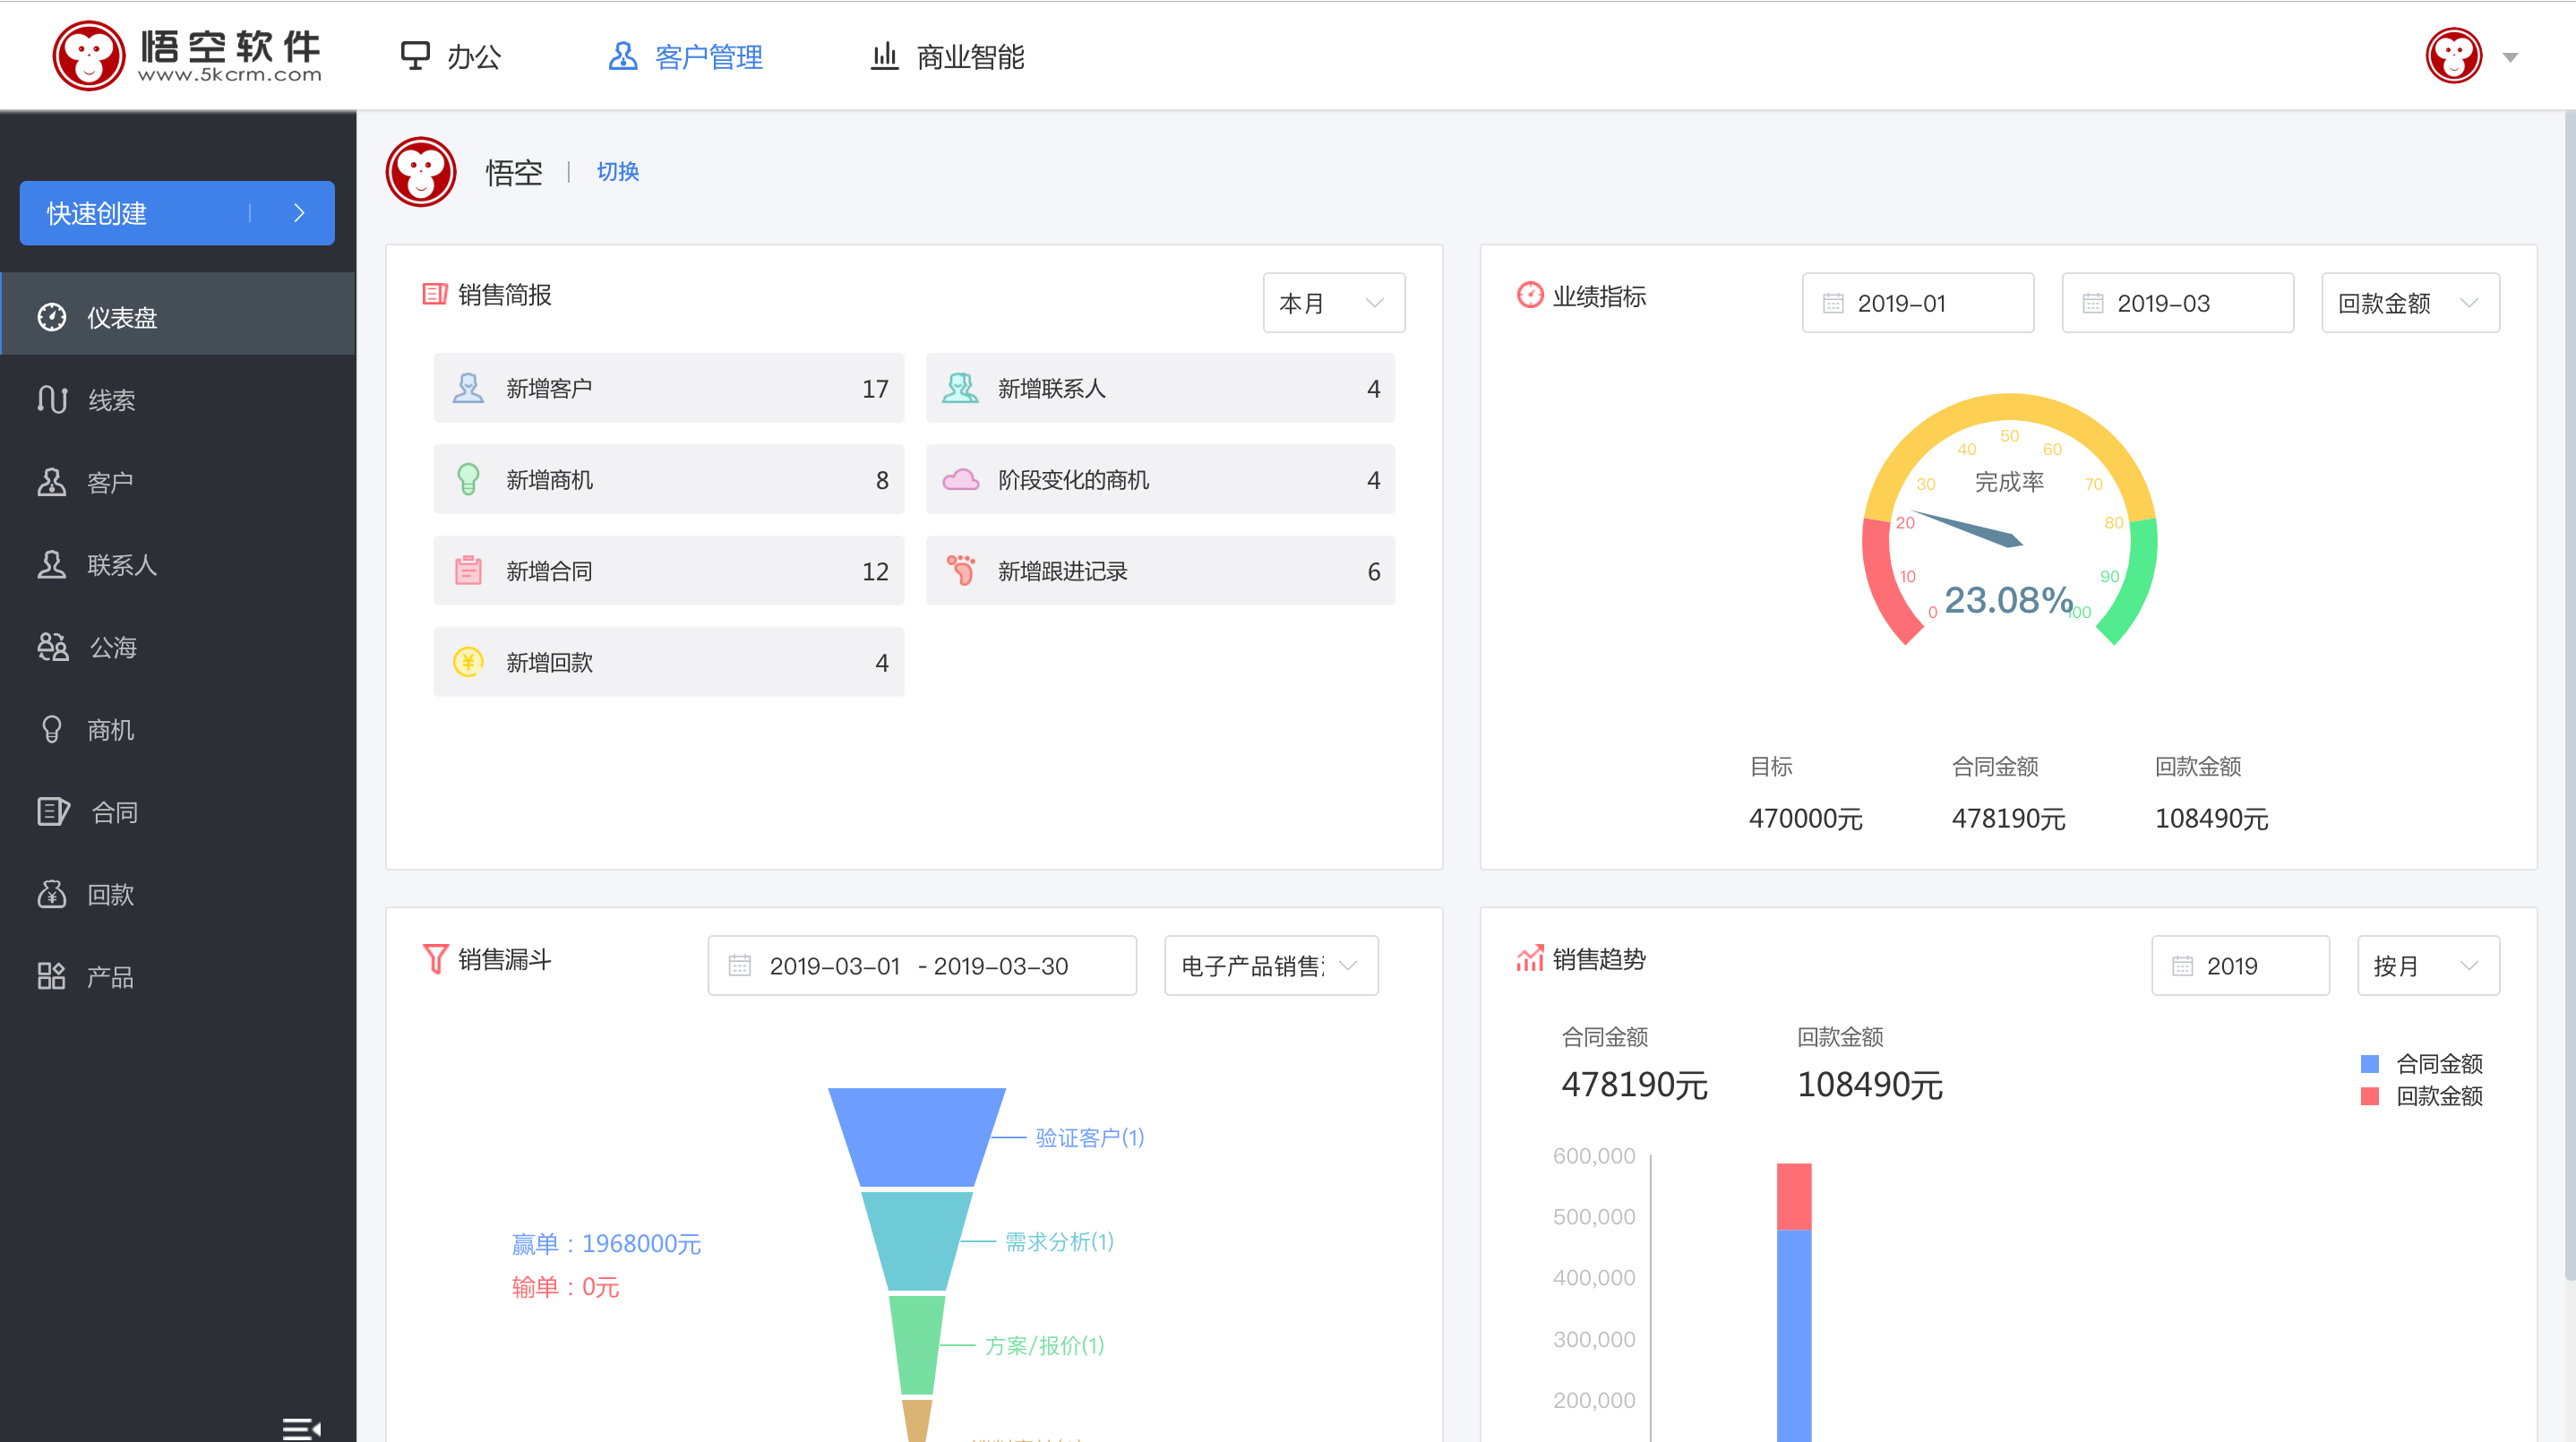 悟空软件
www.5kcrm.com
办公
客户管理
商业智能
快速创建
仪表盘
线索
客户
联系人
公海
商机
合同
回款
产品
悟空 | 切换
销售简报
本月
新增客户 17
新增联系人 4
新增商机 8
阶段变化的商机 4
新增合同 12
新增跟进记录 6
新增回款 4
业绩指标
2019-01
2019-03
回款金额
0
10
20
30
40
50
60
70
80
90
100
完成率
23.08%
目标
合同金额
回款金额
470000元
478190元
108490元
销售漏斗
2019-03-01 - 2019-03-30
电子产品销售
赢单：1968000元
输单：0元
验证客户(1)
需求分析(1)
方案/报价(1)
销售趋势
2019
按月
合同金额
回款金额
478190元
108490元
合同金额
回款金额
600,000
500,000
400,000
300,000
200,000